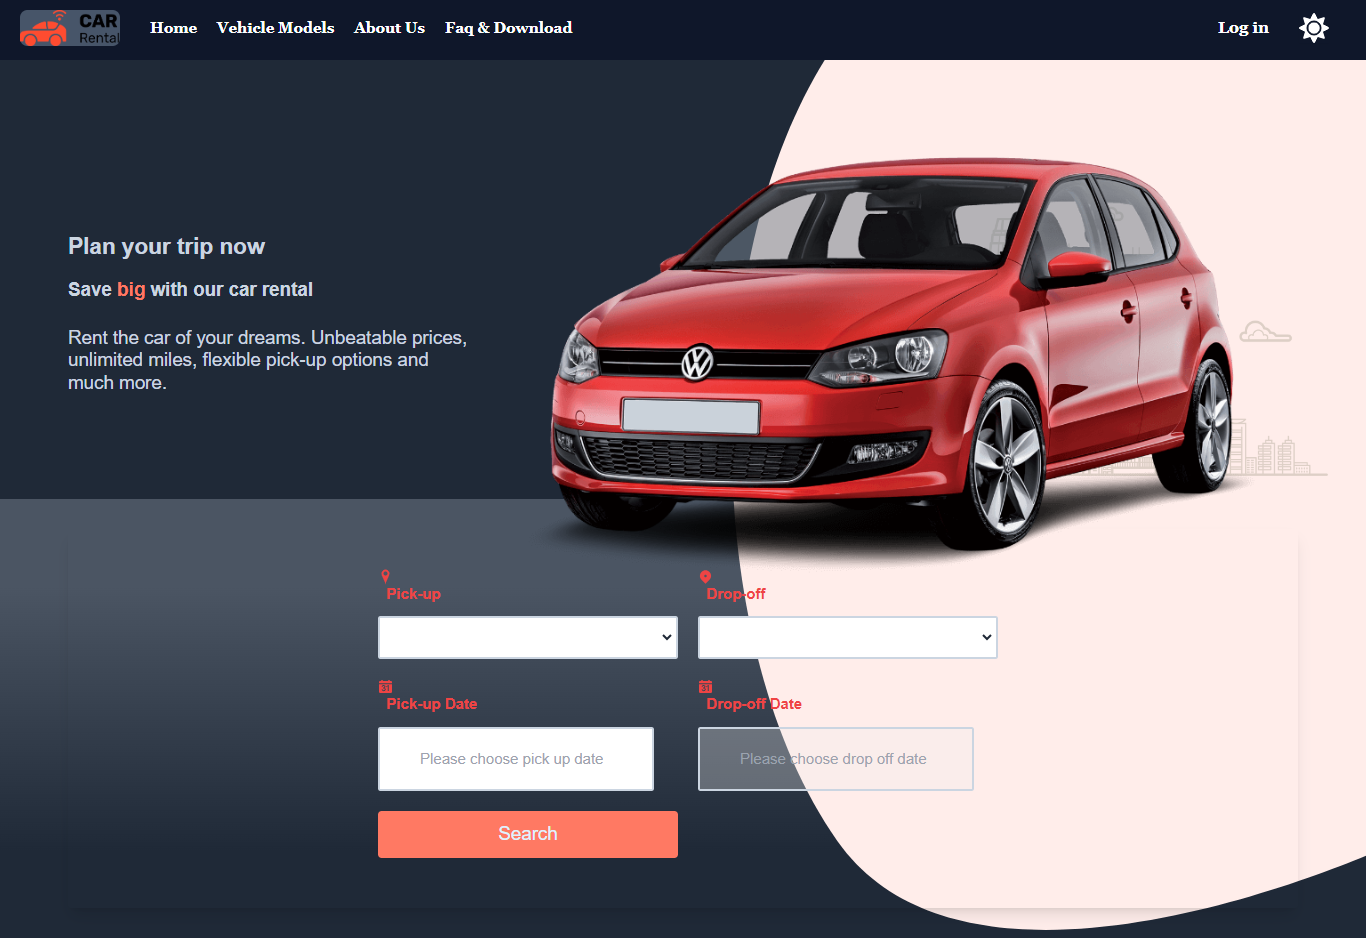 CAR
Rental
Home Vehicle Models About Us Faq & Download Log in
Plan your trip now
Save big with our car rental
Rent the car of your dreams. Unbeatable prices,
unlimited miles, flexible pick-up options and
much more.
Pick-up Drop-off
31 31
Pick-up Date Drop-off Date
Please choose pick up date Please choose drop off date
Search